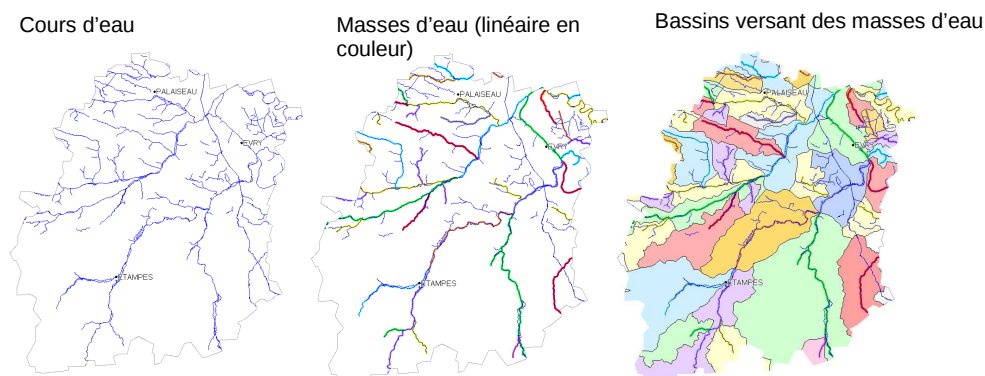 Cours d'eau
Masses d'eau (linéaire en
couleur)
Bassins versant des masses d'eau
PALAISEAU
EVRY
ETAMPES
PALAISEAU
EVRY
ETAMPES
PALAISEAU
EVRY
ETAMPES